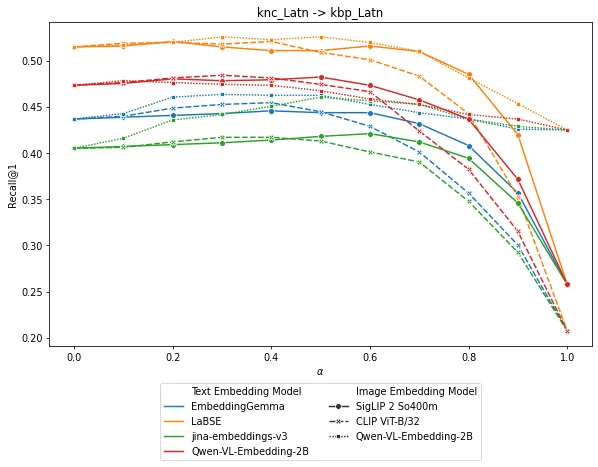 knc_Latn -> kbp_Latn
Recall@1
0.50
0.45
0.40
0.35
0.30
0.25
0.20
0.0
0.2
0.4
0.6
0.8
1.0
α
Text Embedding Model
EmbeddingGemma
LaBSE
jina-embeddings-v3
Qwen-VL-Embedding-2B
Image Embedding Model
SigLIP 2 So400m
CLIP ViT-B/32
Qwen-VL-Embedding-2B